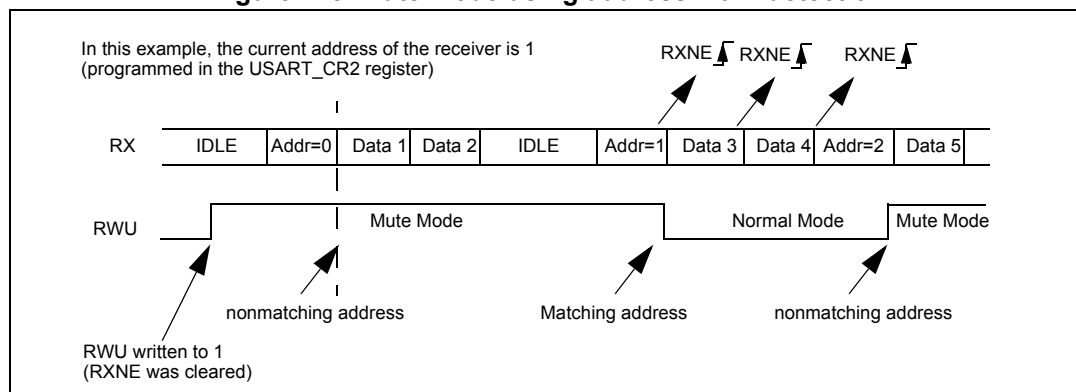 In this example, the current address of the receiver is 1
(programmed in the USART_CR2 register)
RXNE RXNE RXNE
RX IDLE Addr=0 Data 1 Data 2 IDLE Addr=1 Data 3 Data 4 Addr=2 Data 5
RWU Mute Mode Normal Mode Mute Mode
nonmatching address Matching address nonmatching address
RWU written to 1
(RXNE was cleared)